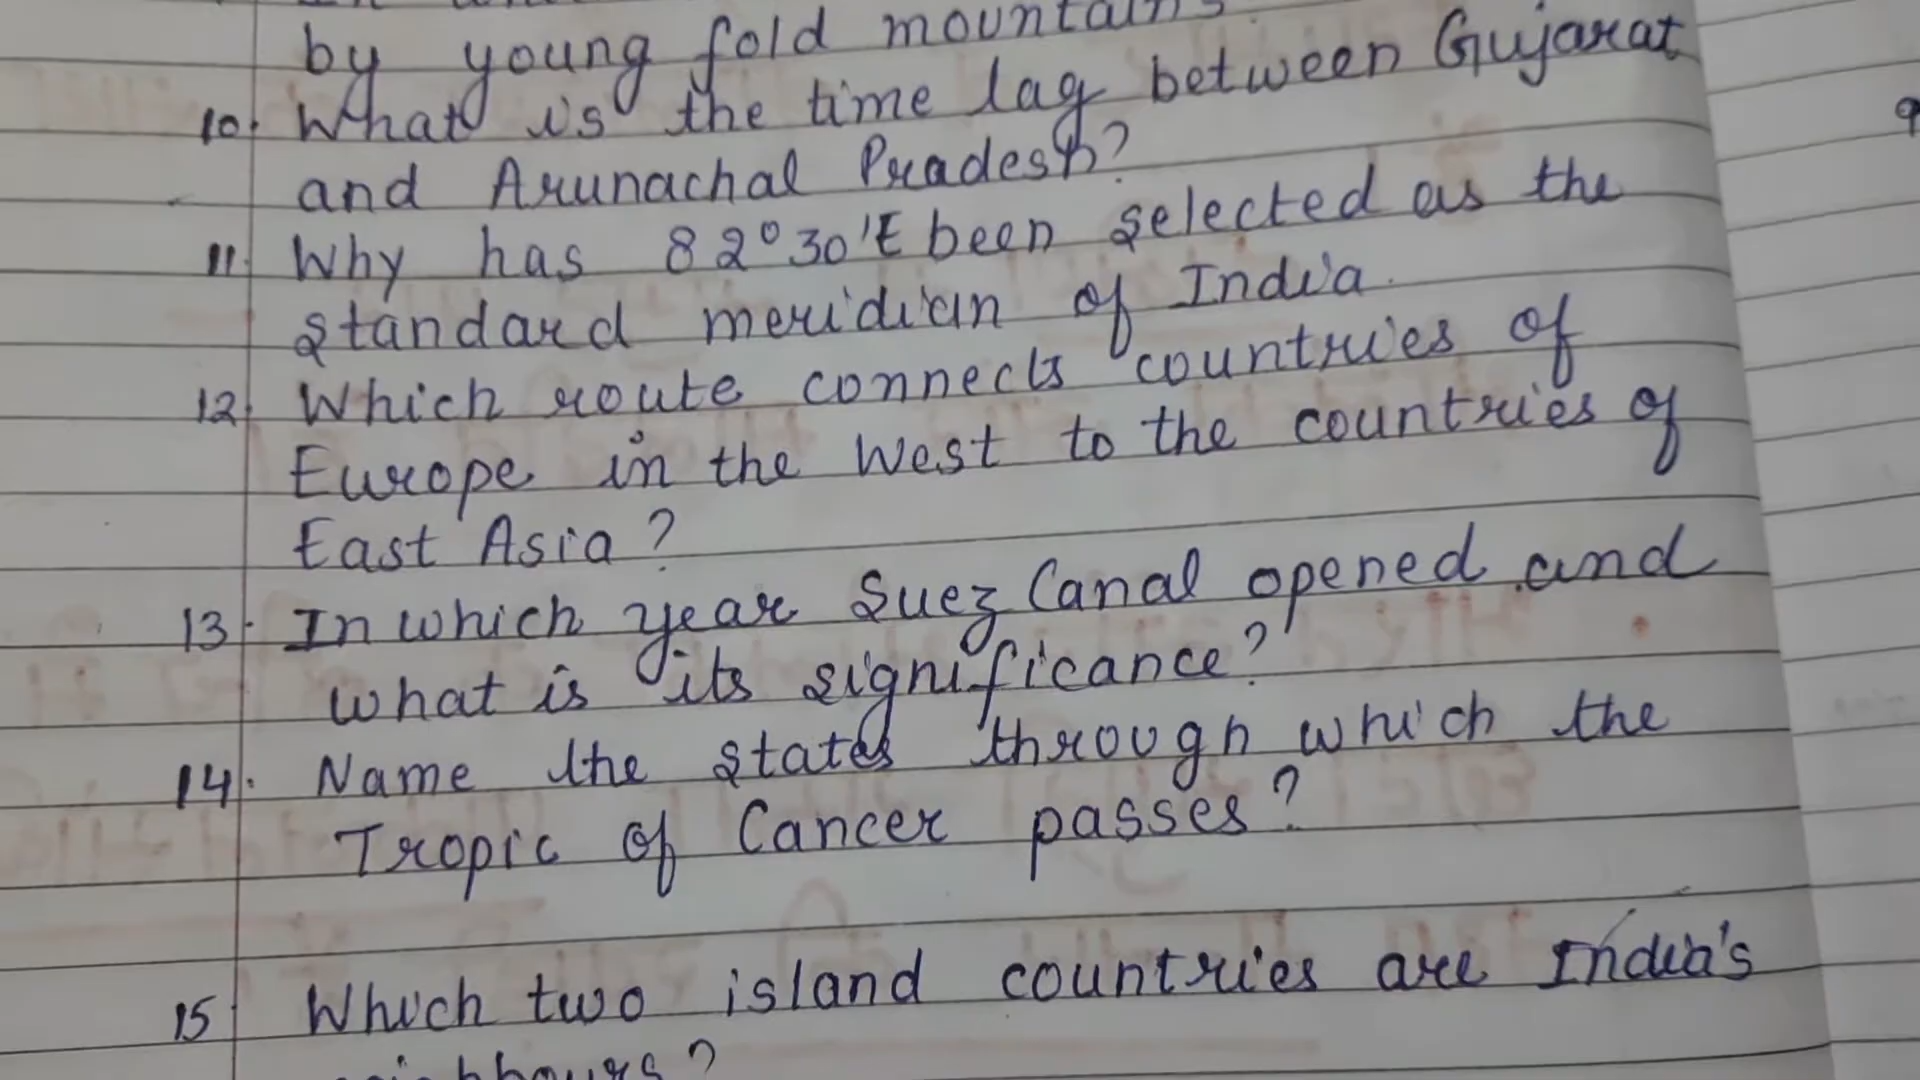 by young fold mountains
10. What is the time lag between Gujarat
and Arunachal Pradesh?
11. Why has 82°30'E been selected as the
standard meridian of India.
12. Which route connects countries of
Europe in the West to the countries of
East Asia?
13. In which year Suez Canal opened and
what is its significance?
14. Name the states through which the
Tropic of Cancer passes?
15 Which two island countries are India's
neighbours?